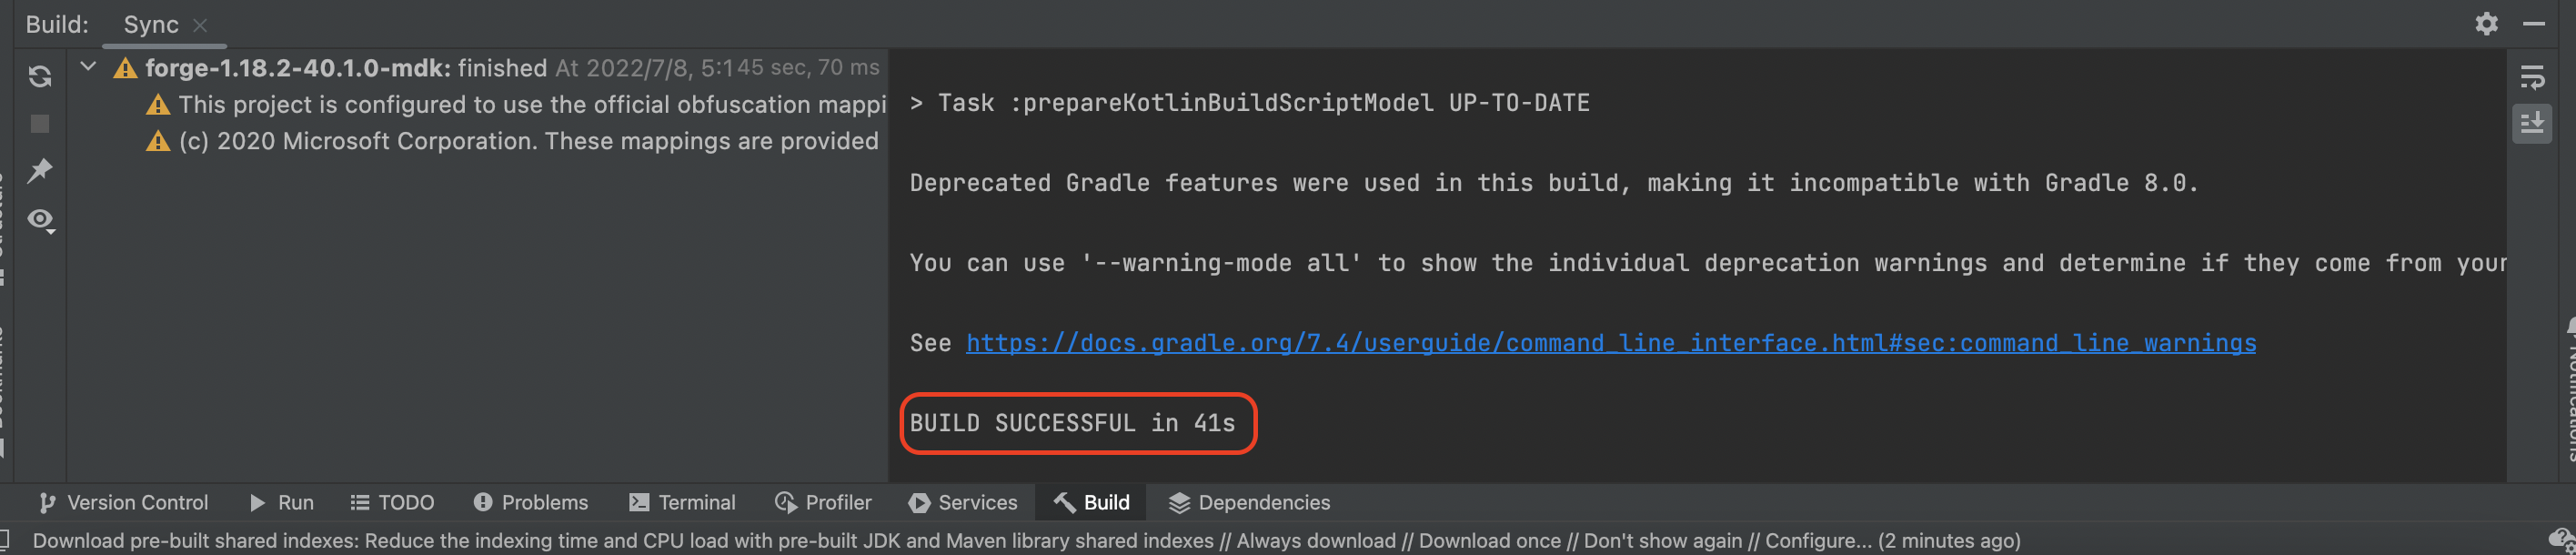 Build: Sync
forge-1.18.2-40.1.0-mdk: finished At 2022/7/8, 5:1 45 sec, 70 ms
This project is configured to use the official obfuscation mappi
(c) 2020 Microsoft Corporation. These mappings are provided
> Task :prepareKotlinBuildScriptModel UP-TO-DATE
Deprecated Gradle features were used in this build, making it incompatible with Gradle 8.0.
You can use '--warning-mode all' to show the individual deprecation warnings and determine if they come from your
See https://docs.gradle.org/7.4/userguide/command_line_interface.html#sec:command_line_warnings
BUILD SUCCESSFUL in 41s
Notifications
Version Control Run TODO Problems Terminal Profiler Services Build Dependencies
Download pre-built shared indexes: Reduce the indexing time and CPU load with pre-built JDK and Maven library shared indexes // Always download // Download once // Don't show again // Configure... (2 minutes ago)